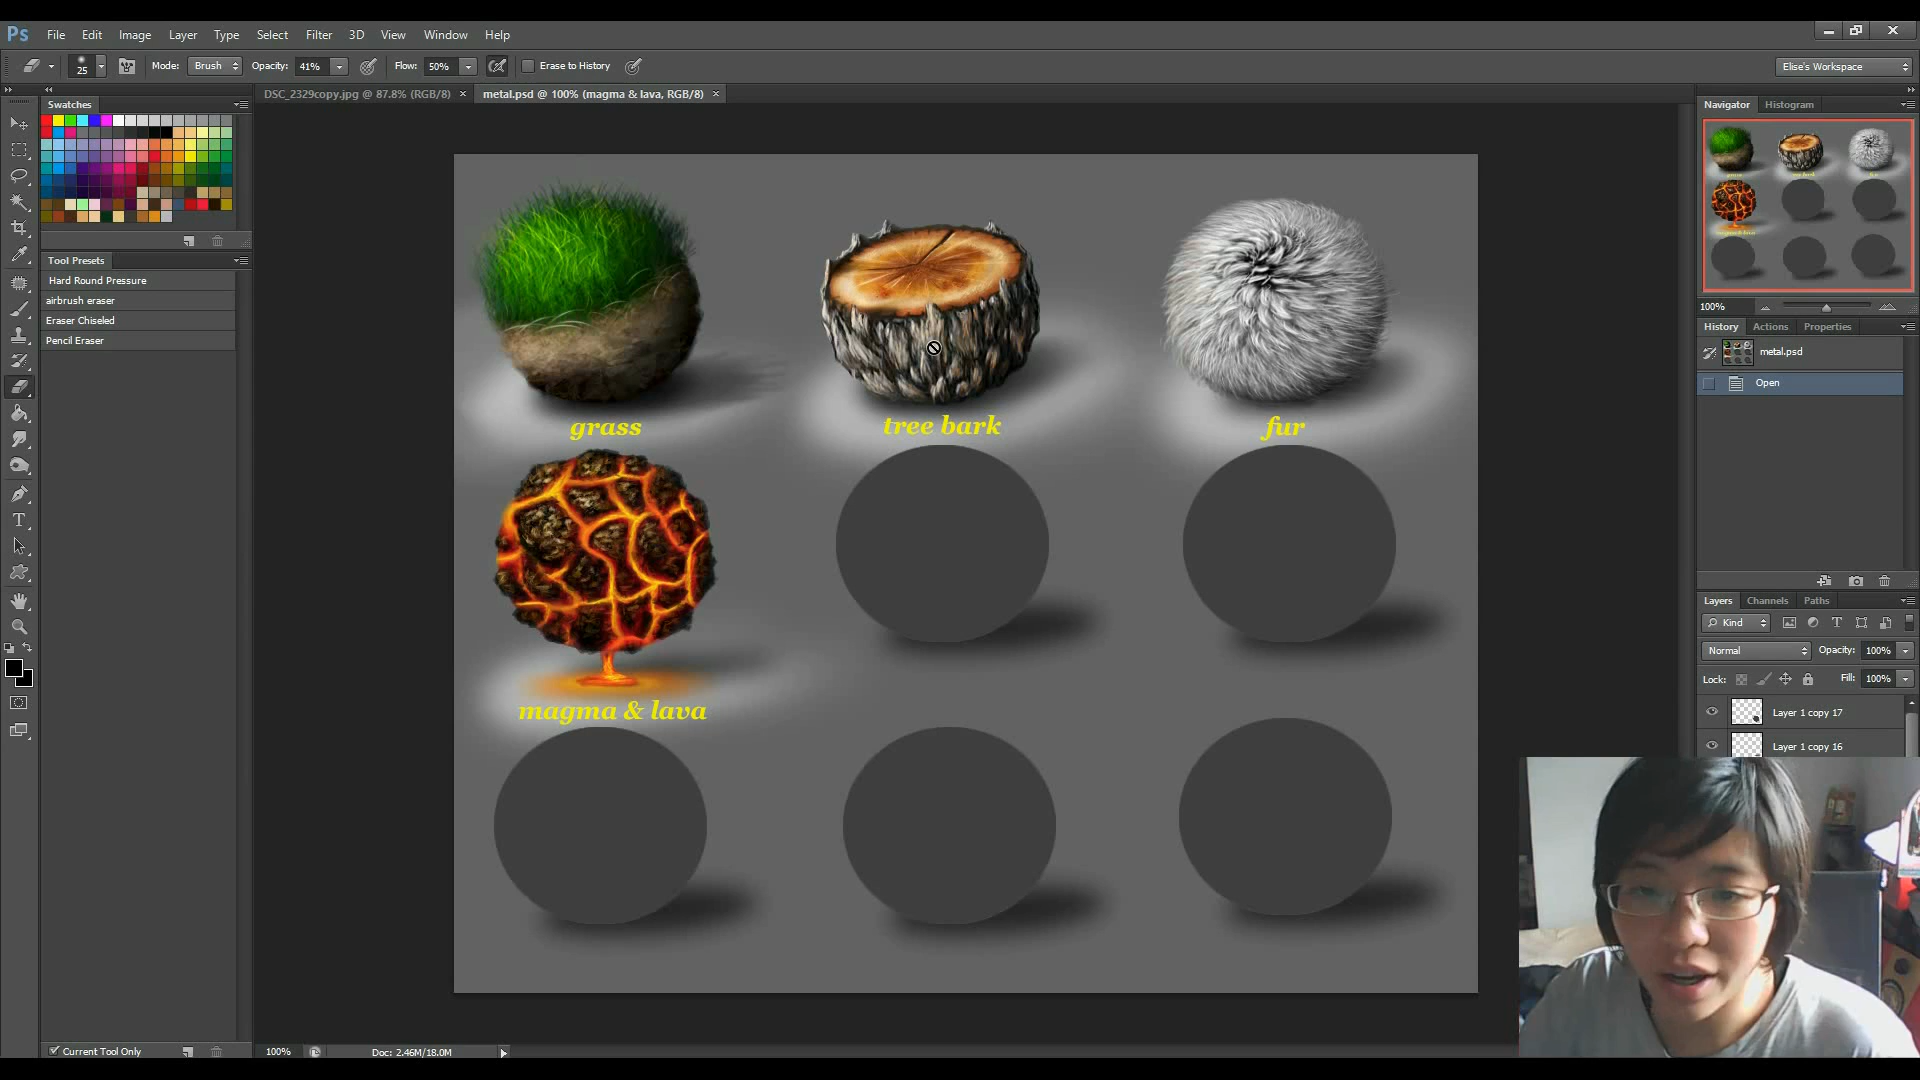 Ps File Edit Image Layer Type Select Filter 3D View Window Help
25 Mode: Brush Opacity: 41% Flow: 50% Erase to History Elise's Workspace
DSC_2329copy.jpg @ 87.8% (RGB/8) × metal.psd @ 100% (magma & lava, RGB/8) ×
Swatches
Tool Presets
Hard Round Pressure
airbrush eraser
Eraser Chiseled
Pencil Eraser
Current Tool Only
grass
tree bark
fur
magma & lava
100% Doc: 2.46M/18.0M
Navigator Histogram
100%
History Actions Properties
metal.psd
Open
Layers Channels Paths
Kind
Normal Opacity: 100%
Lock: Fill: 100%
Layer 1 copy 17
Layer 1 copy 16